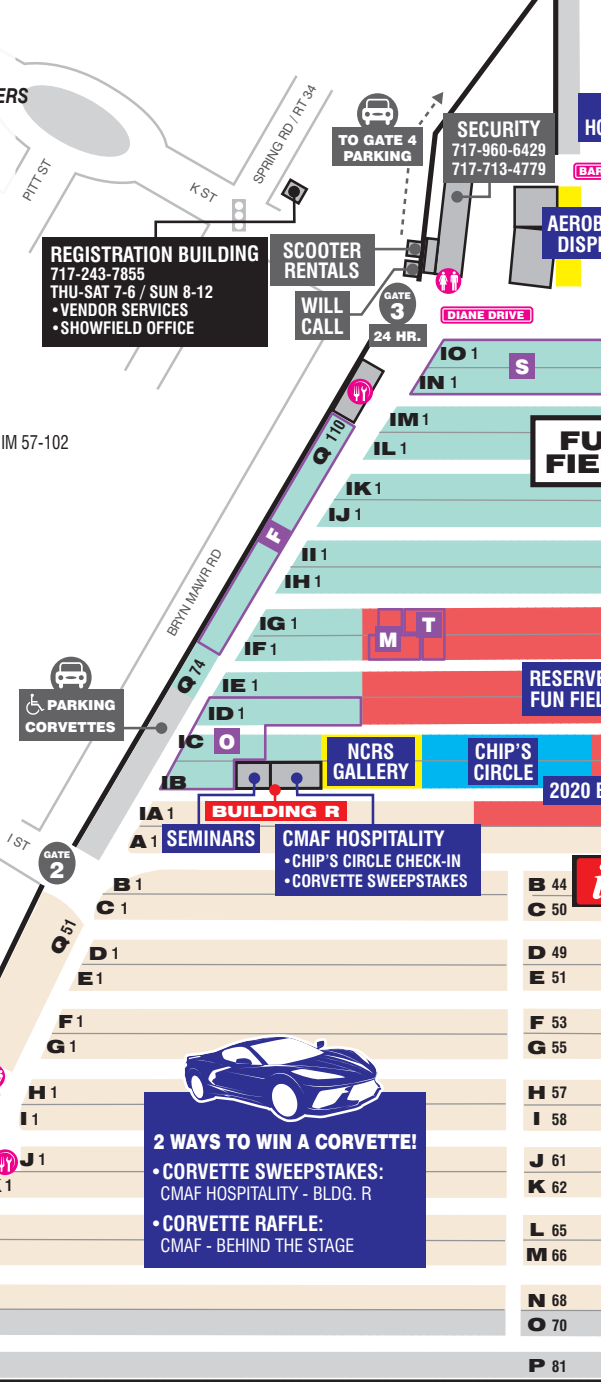 ERS
PITT ST
K ST
SPRING RD / RT 34
TO GATE 4
PARKING
SECURITY
717-960-6429
717-713-4779
HO
BAR
AEROB
DISP
REGISTRATION BUILDING
717-243-7855
THU-SAT 7-6 / SUN 8-12
• VENDOR SERVICES
• SHOWFIELD OFFICE
SCOOTER
RENTALS
WILL
CALL
GATE
3
24 HR.
DIANE DRIVE
IO 1
S
IN 1
IM 1
IL 1
FU
FIE
IM 57-102
Q 110
IK 1
IJ 1
F
II 1
IH 1
BRYN MAWR RD
IG 1
IF 1
M
T
Q 74
IE 1
ID 1
RESERVE
FUN FIEL
PARKING
CORVETTES
IC
O
IB
NCRS
GALLERY
CHIP'S
CIRCLE
2020 E
IA 1
BUILDING R
A 1
SEMINARS
CMAF HOSPITALITY
• CHIP'S CIRCLE CHECK-IN
• CORVETTE SWEEPSTAKES
I ST
GATE
2
i
B 1
B 44
C 1
C 50
Q 51
D 1
D 49
E 1
E 51
F 1
F 53
G 1
G 55
H 1
H 57
I 1
I 58
J 1
J 61
1
K 62
2 WAYS TO WIN A CORVETTE!
• CORVETTE SWEEPSTAKES:
CMAF HOSPITALITY - BLDG. R
• CORVETTE RAFFLE:
CMAF - BEHIND THE STAGE
L 65
M 66
N 68
O 70
P 81